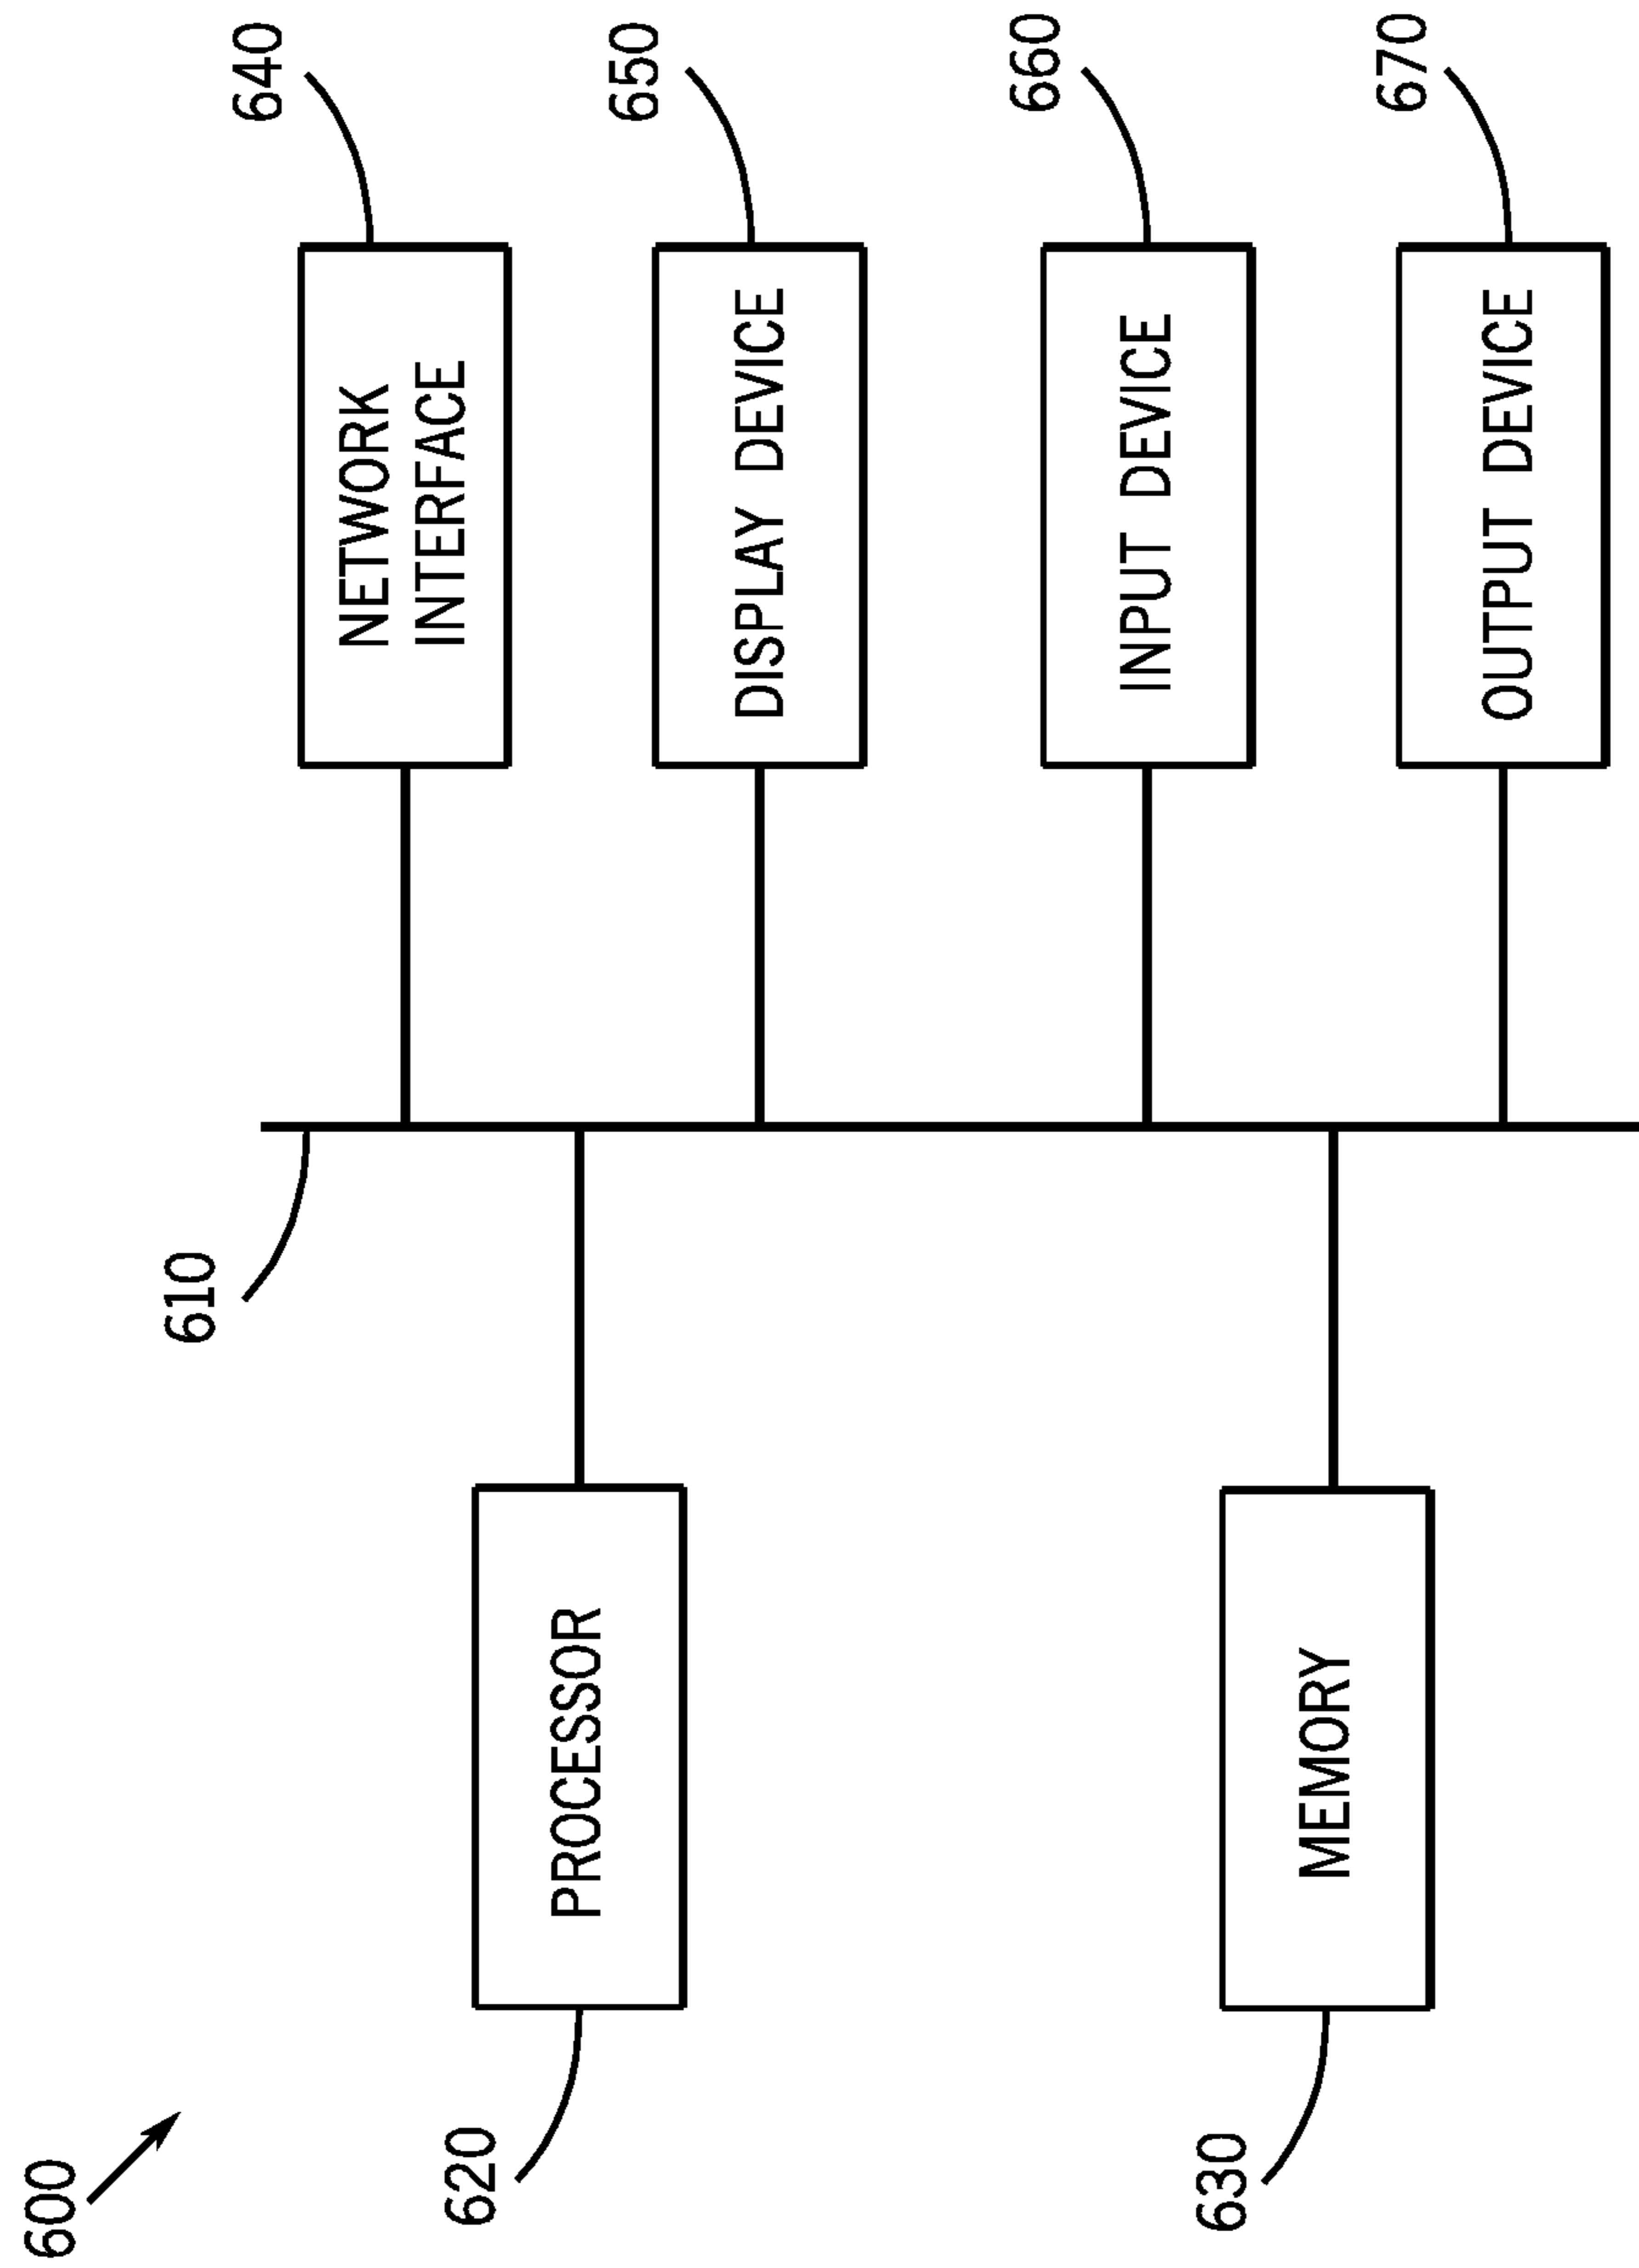 600
610
620
PROCESSOR
630
MEMORY
640
NETWORK
INTERFACE
650
DISPLAY DEVICE
660
INPUT DEVICE
670
OUTPUT DEVICE